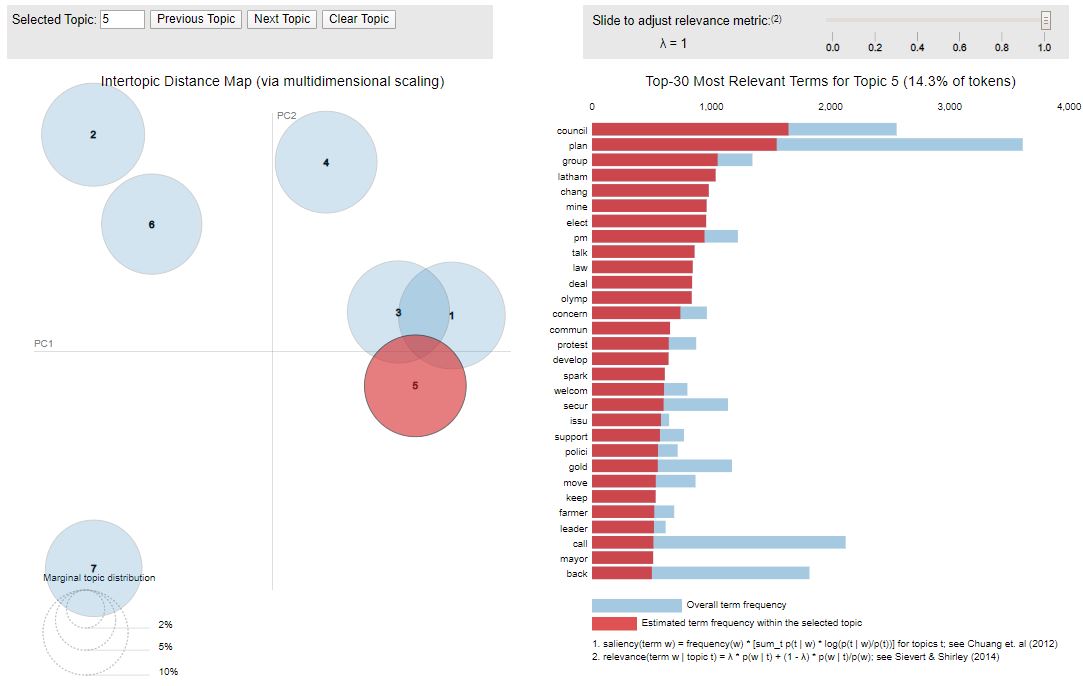 Selected Topic: 5 Previous Topic Next Topic Clear Topic
Slide to adjust relevance metric:(2)
λ = 1
0.0 0.2 0.4 0.6 0.8 1.0
Intertopic Distance Map (via multidimensional scaling)
PC2
PC1
2
4
6
3
1
5
7
Marginal topic distribution
2%
5%
10%
Top-30 Most Relevant Terms for Topic 5 (14.3% of tokens)
0 1,000 2,000 3,000 4,000
council
plan
group
latham
chang
mine
elect
pm
talk
law
deal
olymp
concern
commun
protest
develop
spark
welcom
secur
issu
support
polici
gold
move
keep
farmer
leader
call
mayor
back
Overall term frequency
Estimated term frequency within the selected topic
1. saliency(term w) = frequency(w) * [sum_t p(t | w) * log(p(t | w)/p(t))] for topics t; see Chuang et. al (2012)
2. relevance(term w | topic t) = λ * p(w | t) + (1 - λ) * p(w | t)/p(w); see Sievert & Shirley (2014)